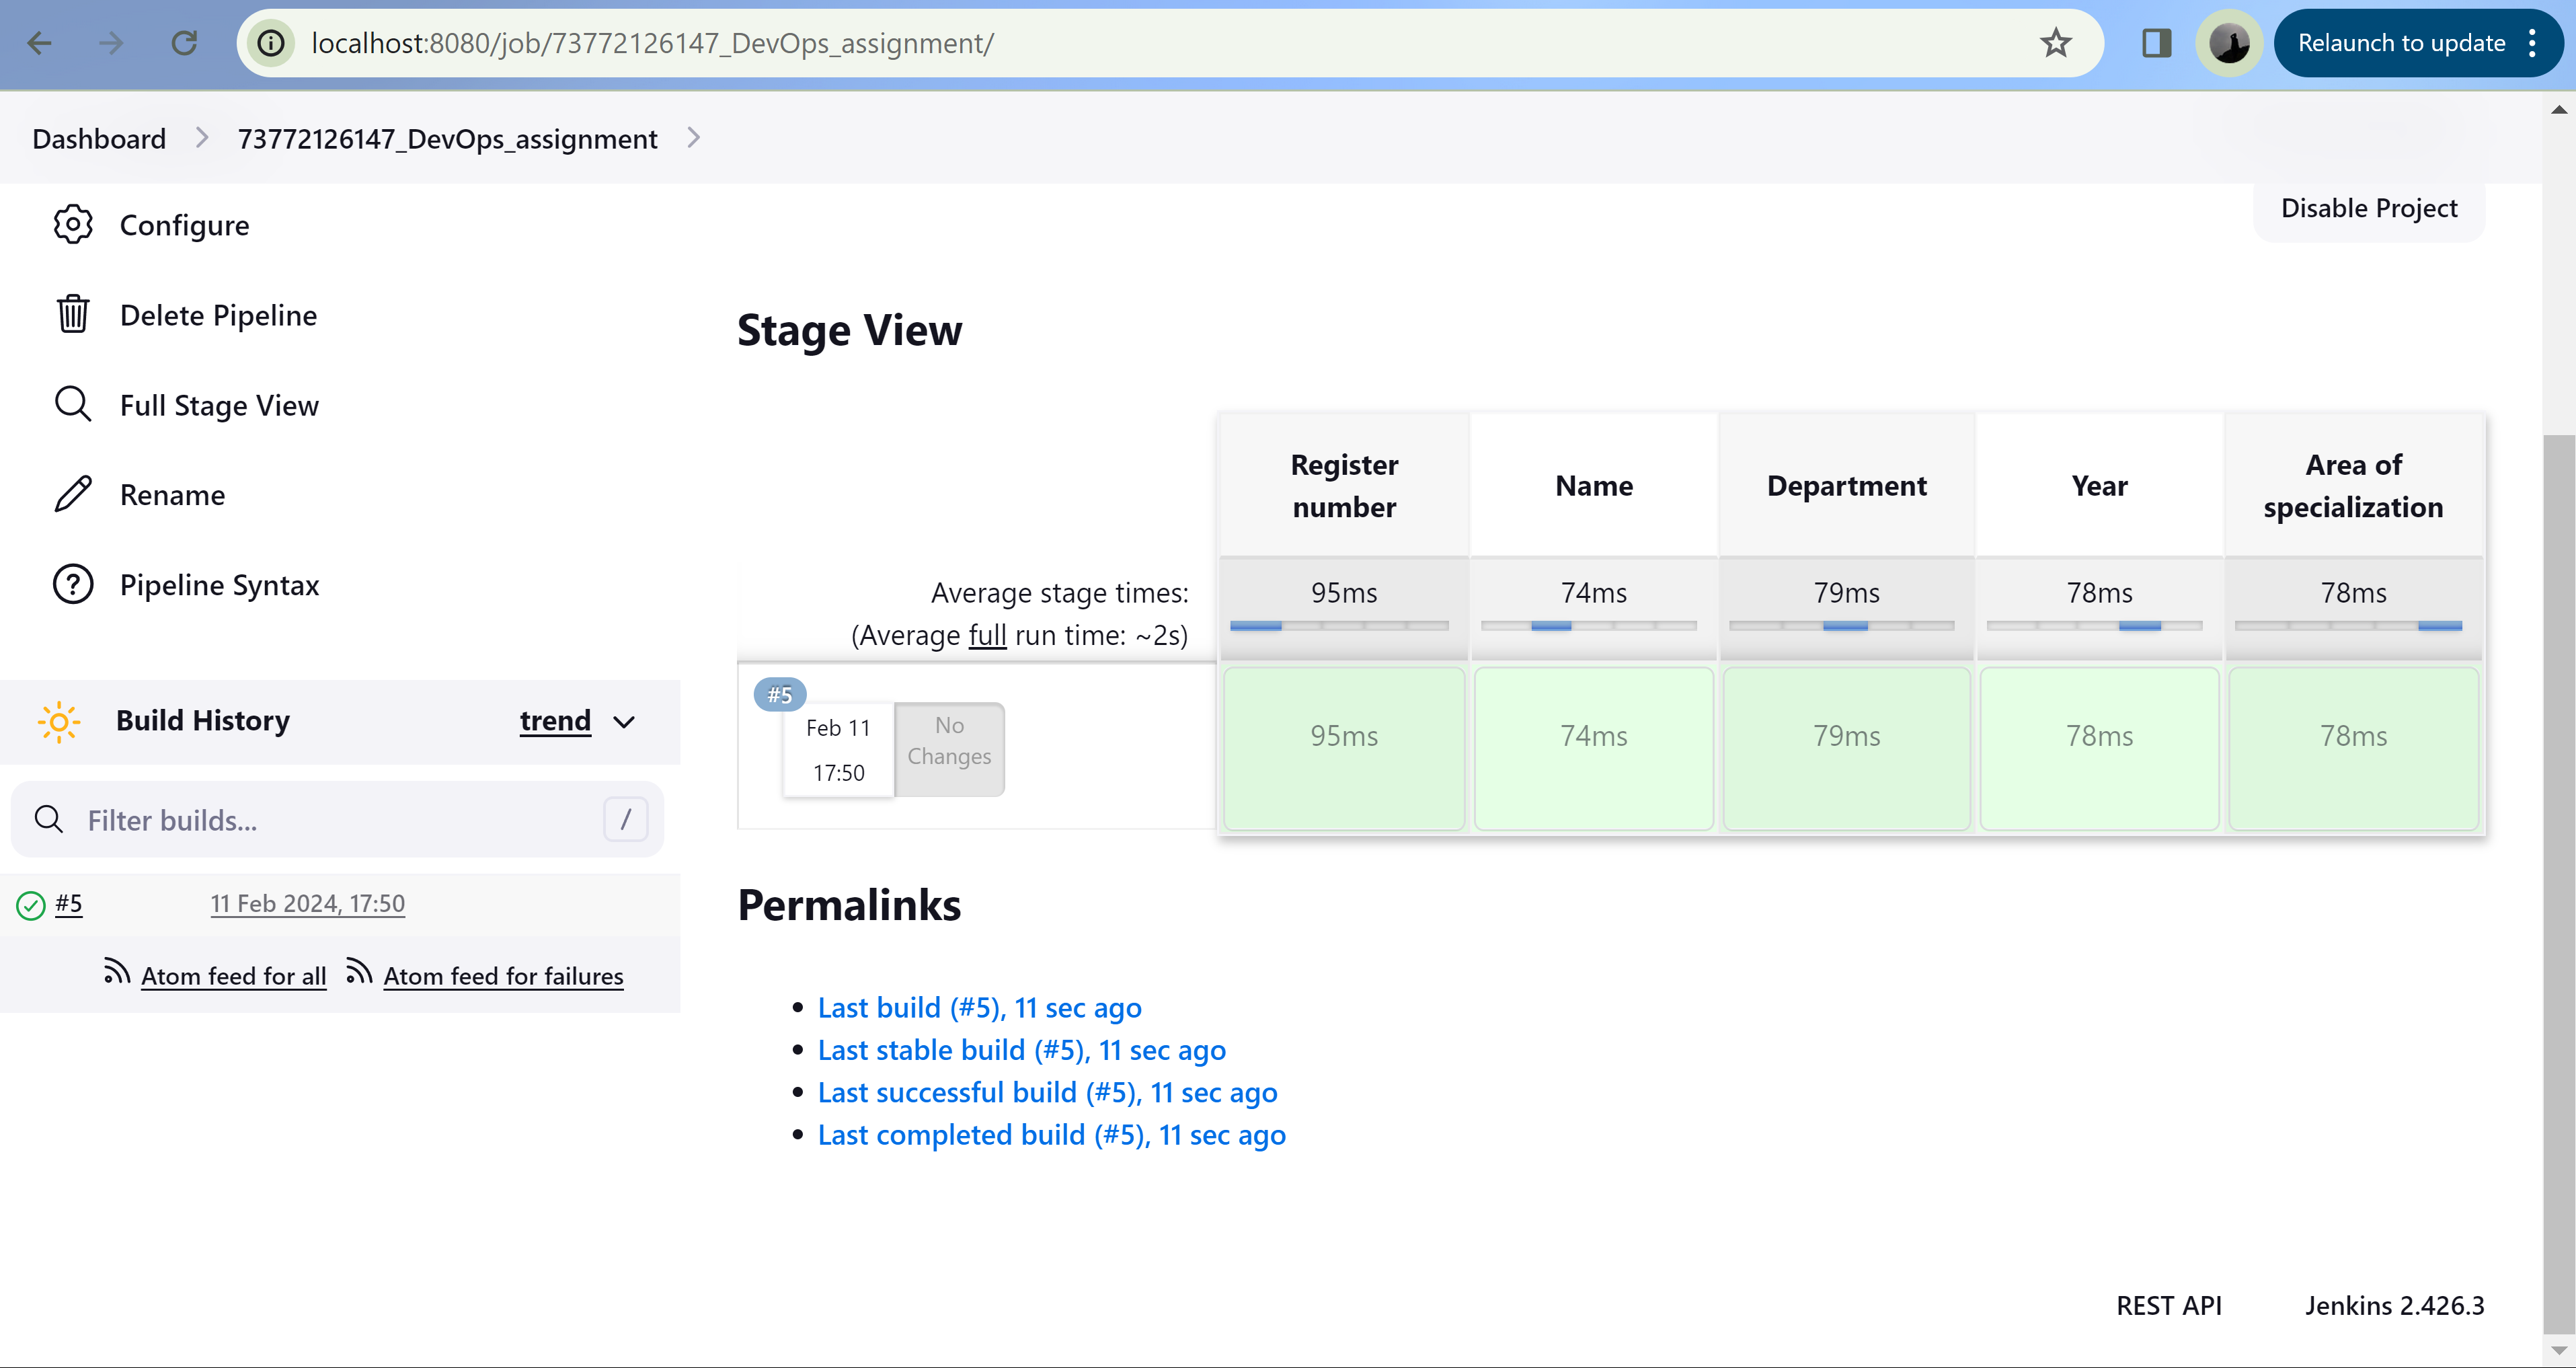 localhost:8080/job/73772126147_DevOps_assignment/
Relaunch to update
Dashboard
73772126147_DevOps_assignment
Configure
Delete Pipeline
Full Stage View
Rename
Pipeline Syntax
Build History
trend
Filter builds...
/
#5
11 Feb 2024, 17:50
Atom feed for all
Atom feed for failures
Disable Project
Stage View
Register
number
Name
Department
Year
Area of
specialization
Average stage times:
(Average full run time: ~2s)
95ms
74ms
79ms
78ms
78ms
#5
Feb 11
17:50
No
Changes
95ms
74ms
79ms
78ms
78ms
Permalinks
Last build (#5), 11 sec ago
Last stable build (#5), 11 sec ago
Last successful build (#5), 11 sec ago
Last completed build (#5), 11 sec ago
REST API
Jenkins 2.426.3